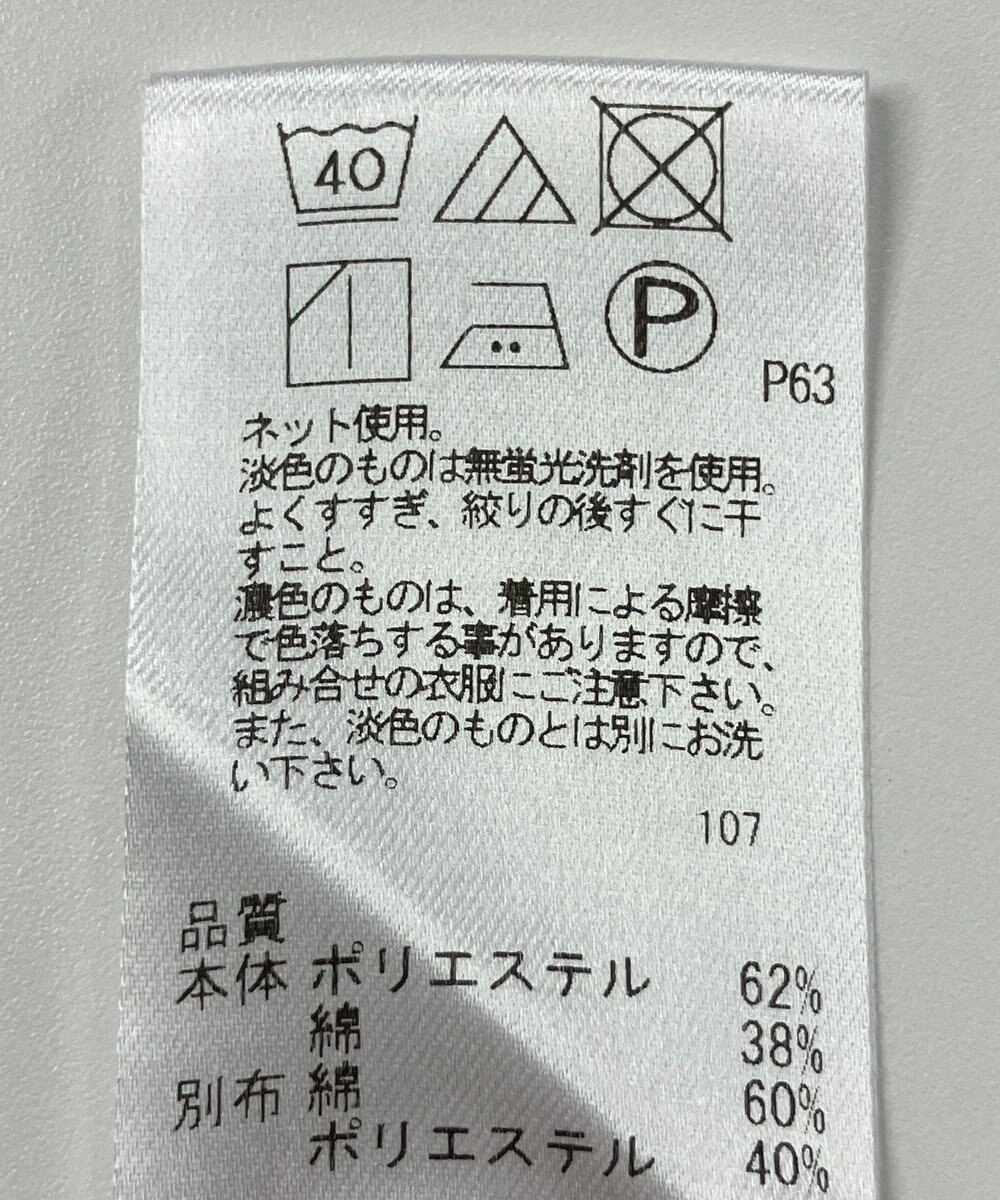 40
P
P63
ネット使用。
淡色のものは無蛍光洗剤を使用。
よくすすぎ、絞りの後すぐに干
すこと。
濃色のものは、着用による摩擦
で色落ちする事がありますので、
組み合せの衣服にご注意下さい。
また、淡色のものとは別にお洗
い下さい。
107
品質
本体 ポリエステル 62%
綿 38%
別布 綿 60%
ポリエステル 40%